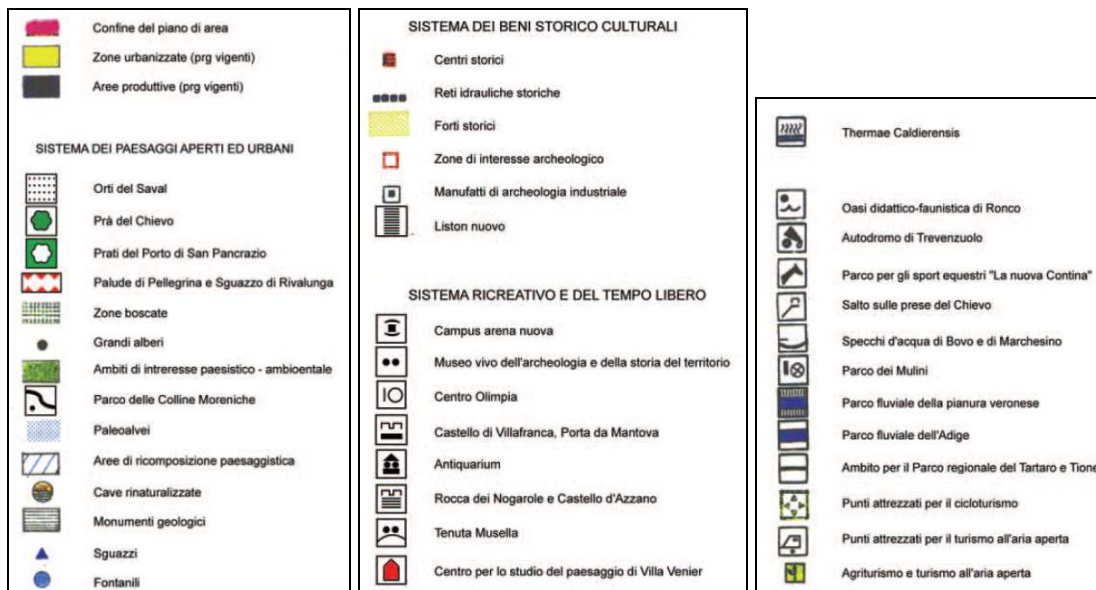 Confine del piano di area
Zone urbanizzate (prg vigenti)
Aree produttive (prg vigenti)
SISTEMA DEI PAESAGGI APERTI ED URBANI
Orti del Saval
Prà del Chievo
Prati del Porto di San Pancrazio
Palude di Pellegrina e Sguazzo di Rivalunga
Zone boscate
Grandi alberi
Ambiti di intreresse paesistico - ambioentale
Parco delle Colline Moreniche
Paleoalvei
Aree di ricomposizione paesaggistica
Cave rinaturalizzate
Monumenti geologici
Sguazzi
Fontanili
SISTEMA DEI BENI STORICO CULTURALI
Centri storici
Reti idrauliche storiche
Forti storici
Zone di interesse archeologico
Manufatti di archeologia industriale
Liston nuovo
SISTEMA RICREATIVO E DEL TEMPO LIBERO
Campus arena nuova
Museo vivo dell'archeologia e della storia del territorio
Centro Olimpia
Castello di Villafranca, Porta da Mantova
Antiquarium
Rocca dei Nogarole e Castello d'Azzano
Tenuta Musella
Centro per lo studio del paesaggio di Villa Venier
Thermae Caldierensis
Oasi didattico-faunistica di Ronco
Autodromo di Trevenzuolo
Parco per gli sport equestri "La nuova Contina"
Salto sulle prese del Chievo
Specchi d'acqua di Bovo e di Marchesino
Parco dei Mulini
Parco fluviale della pianura veronese
Parco fluviale dell'Adige
Ambito per il Parco regionale del Tartaro e Tione
Punti attrezzati per il cicloturismo
Punti attrezzati per il turismo all'aria aperta
Agriturismo e turismo all'aria aperta